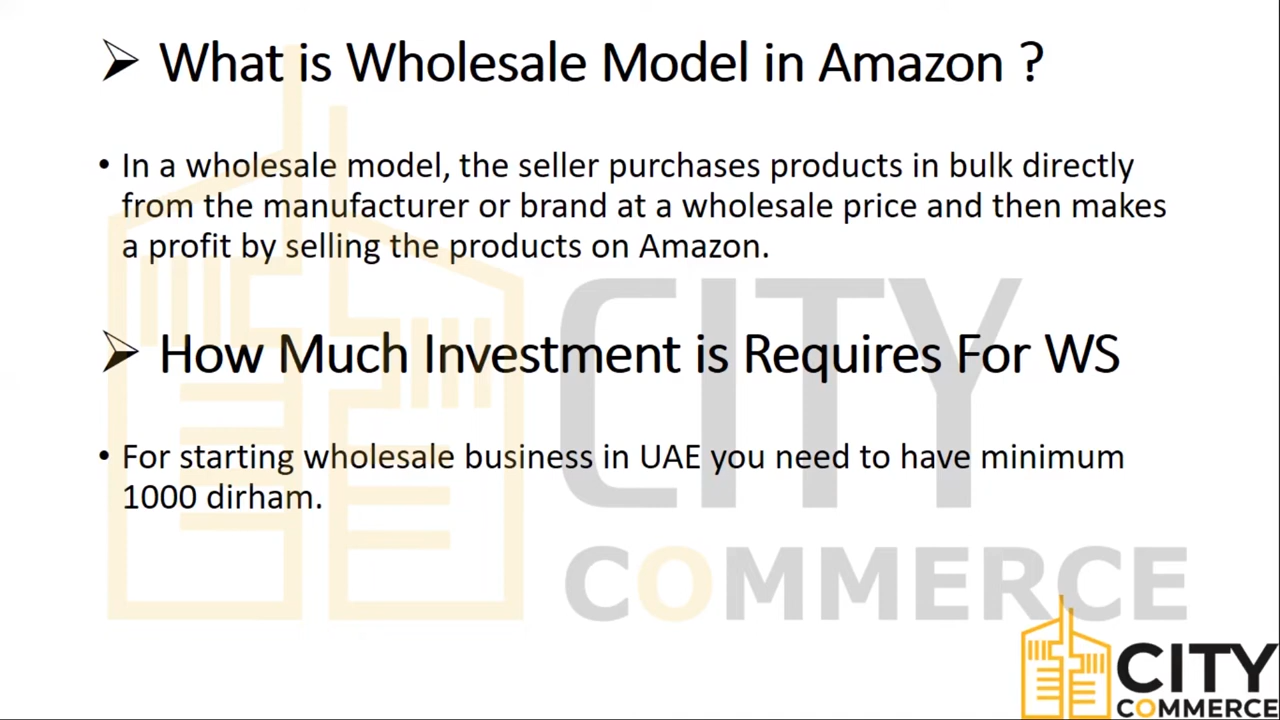 ➢ What is Wholesale Model in Amazon ?
• In a wholesale model, the seller purchases products in bulk directly
from the manufacturer or brand at a wholesale price and then makes
a profit by selling the products on Amazon.
➢ How Much Investment is Requires For WS
• For starting wholesale business in UAE you need to have minimum
1000 dirham.
CITY
COMMERCE
CITY
COMMERCE